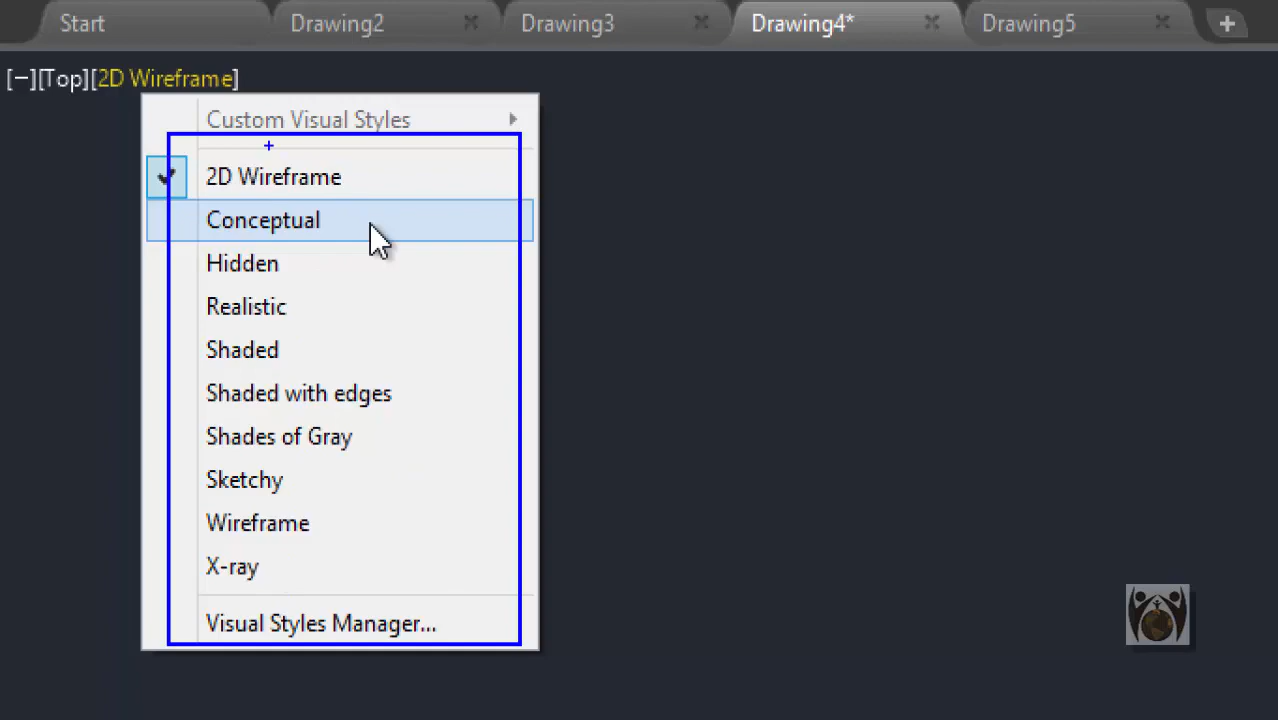 Start Drawing2 Drawing3 Drawing4* Drawing5
[−][Top][2D Wireframe]
Custom Visual Styles
2D Wireframe
Conceptual
Hidden
Realistic
Shaded
Shaded with edges
Shades of Gray
Sketchy
Wireframe
X-ray
Visual Styles Manager...